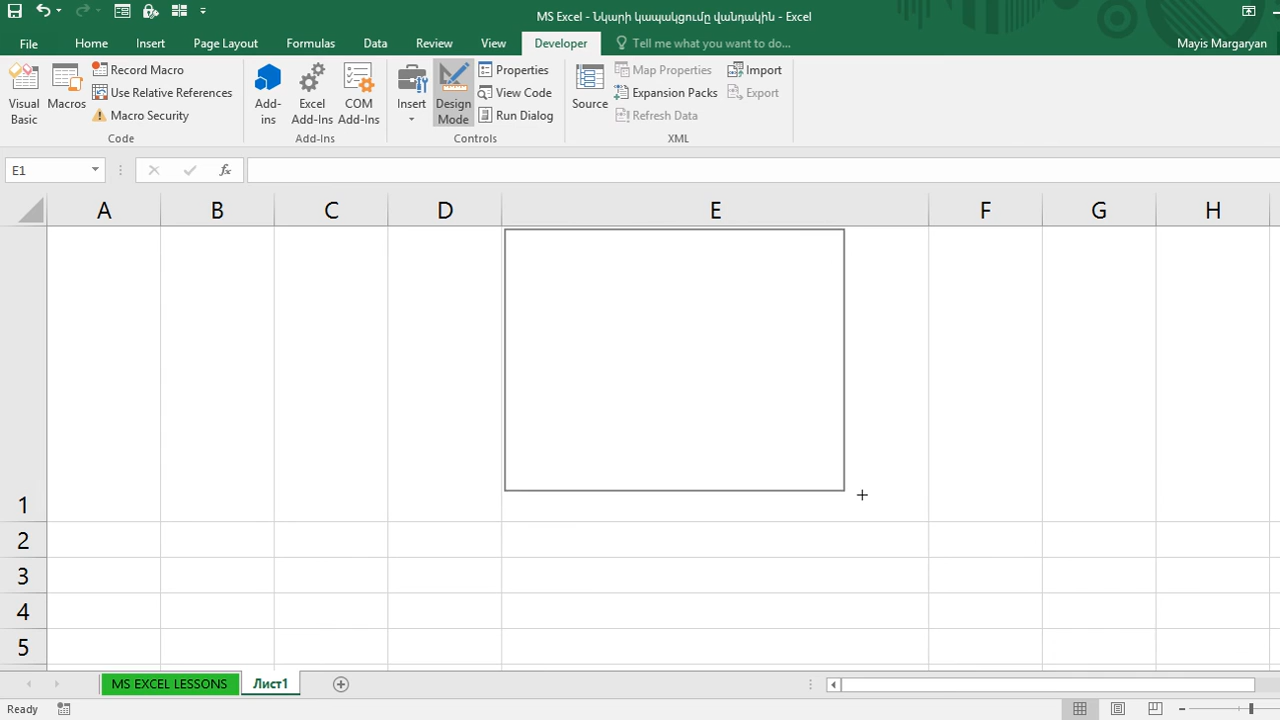 MS Excel - Նկարի կապակցումը վանդակին - Excel
File Home Insert Page Layout Formulas Data Review View Developer Tell me what you want to do... Mayis Margaryan
Visual Basic
Macros
Record Macro
Use Relative References
Macro Security
Code
Add-ins
Excel Add-Ins
COM Add-Ins
Add-Ins
Insert
Design Mode
Properties
View Code
Run Dialog
Controls
Source
Map Properties
Expansion Packs
Refresh Data
Import
Export
XML
E1 fx
A B C D E F G H
1
2
3
4
5
MS EXCEL LESSONS Лист1
Ready